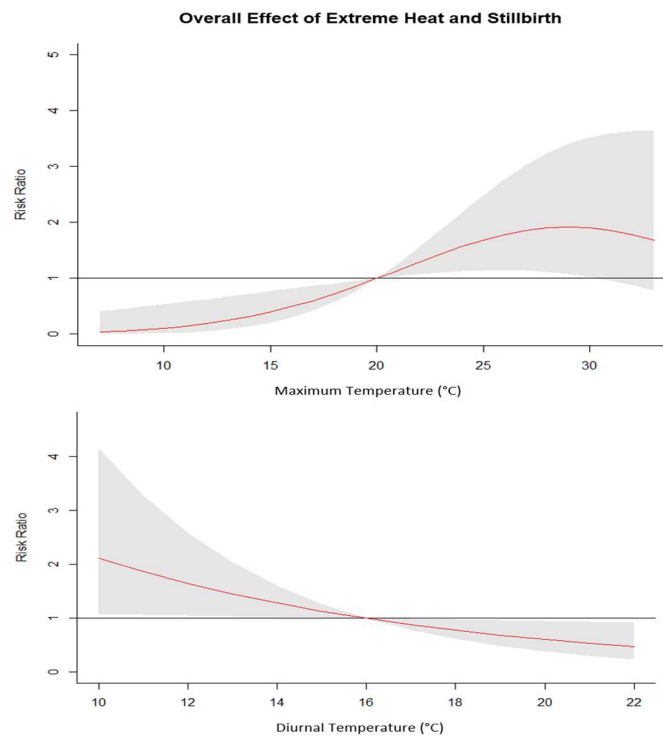 Overall Effect of Extreme Heat and Stillbirth
5
4
3
2
1
0
Risk Ratio
10 15 20 25 30
Maximum Temperature (°C)
4
3
2
1
0
Risk Ratio
10 12 14 16 18 20 22
Diurnal Temperature (°C)